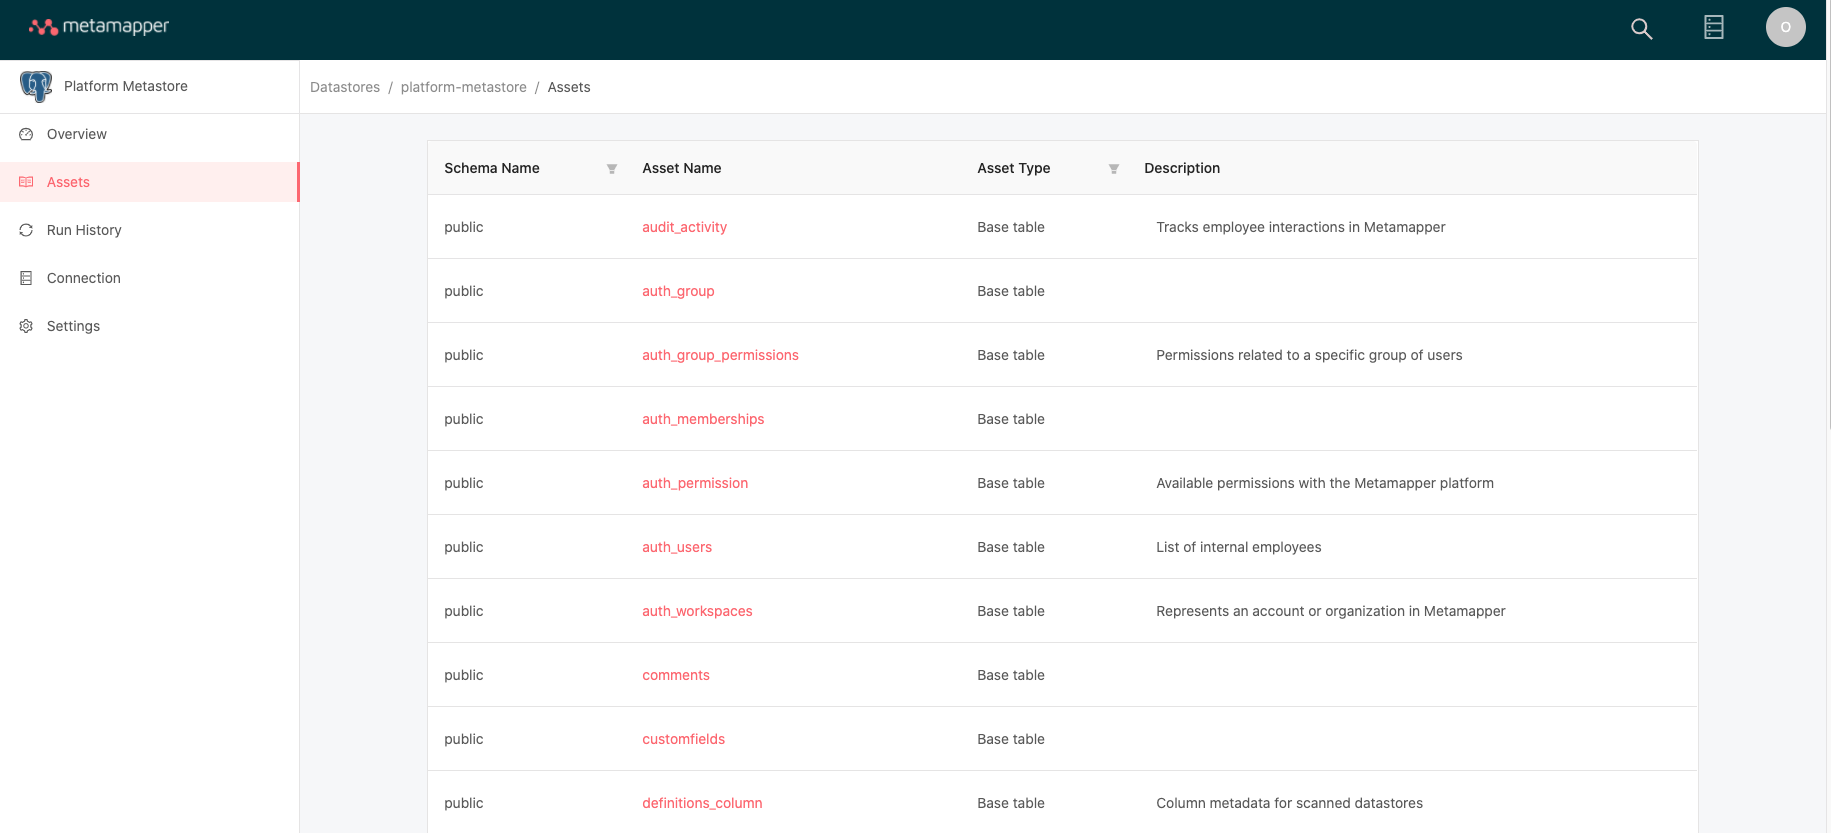 metamapper
O
Platform Metastore
Datastores / platform-metastore / Assets
Overview
Assets
Run History
Connection
Settings
Schema Name Asset Name Asset Type Description
public audit_activity Base table Tracks employee interactions in Metamapper
public auth_group Base table
public auth_group_permissions Base table Permissions related to a specific group of users
public auth_memberships Base table
public auth_permission Base table Available permissions with the Metamapper platform
public auth_users Base table List of internal employees
public auth_workspaces Base table Represents an account or organization in Metamapper
public comments Base table
public customfields Base table
public definitions_column Base table Column metadata for scanned datastores